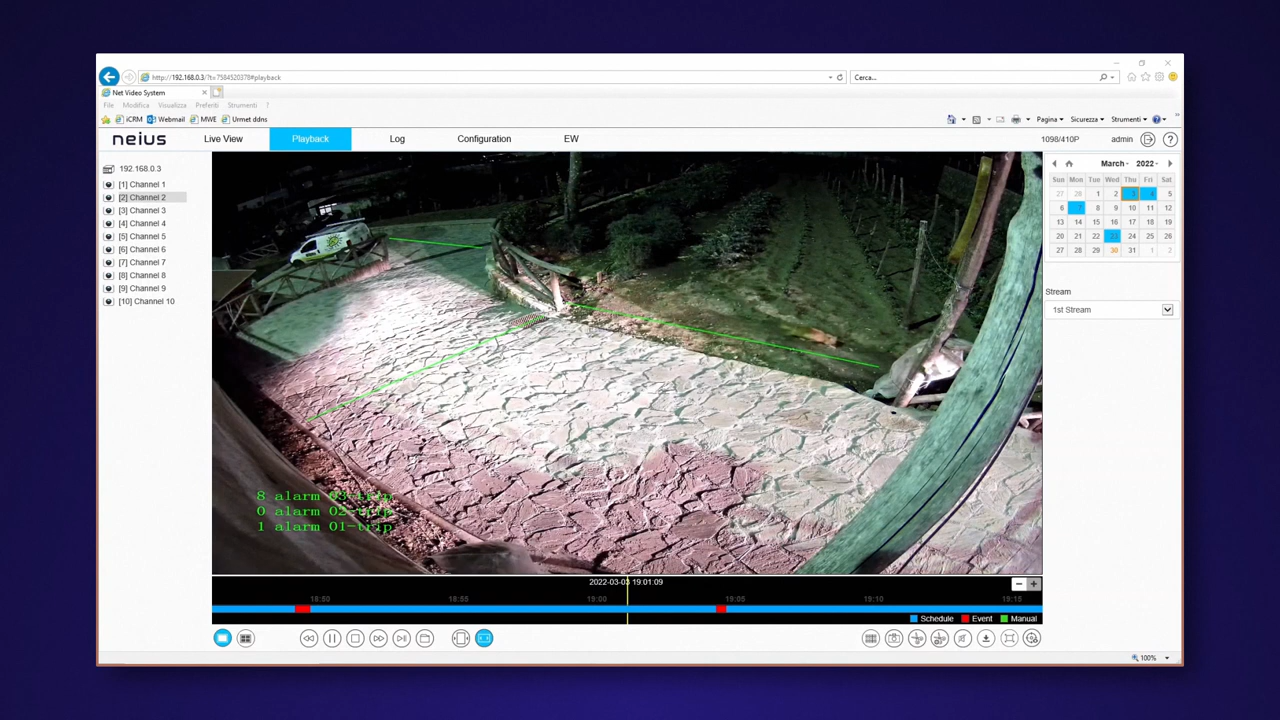 http://192.168.0.3/?t=7584520378#playback
Cerca...
Net Video System
File Modifica Visualizza Preferiti Strumenti ?
iCRM Webmail MWE Urmet ddns
Pagina Sicurezza Strumenti
neius
Live View Playback Log Configuration EW
1098/410P admin
192.168.0.3
[1] Channel 1
[2] Channel 2
[3] Channel 3
[4] Channel 4
[5] Channel 5
[6] Channel 6
[7] Channel 7
[8] Channel 8
[9] Channel 9
[10] Channel 10
8 alarm 03-trip
0 alarm 02-trip
1 alarm 01-trip
March 2022
Sun Mon Tue Wed Thu Fri Sat
27 28 1 2 3 4 5
6 7 8 9 10 11 12
13 14 15 16 17 18 19
20 21 22 23 24 25 26
27 28 29 30 31 1 2
Stream
1st Stream
2022-03-03 19:01:09
18:50 18:55 19:00 19:05 19:10 19:15
Schedule Event Manual
100%